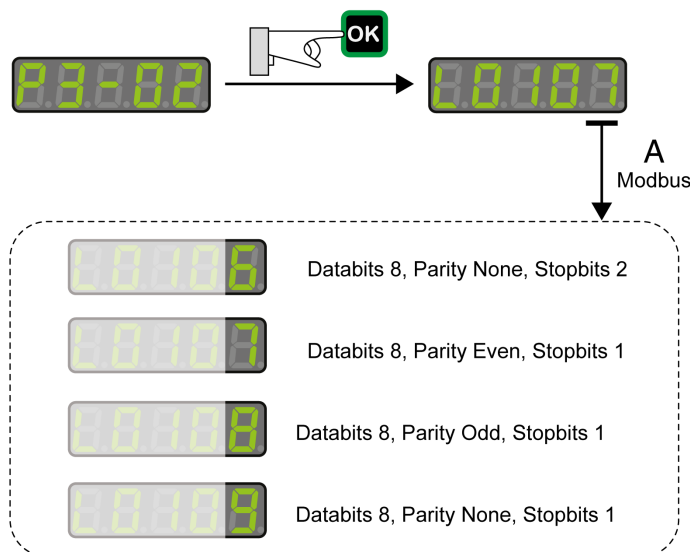 OK
P3-02
L0107
A
Modbus
L0106 Databits 8, Parity None, Stopbits 2
L0107 Databits 8, Parity Even, Stopbits 1
L0108 Databits 8, Parity Odd, Stopbits 1
L0109 Databits 8, Parity None, Stopbits 1